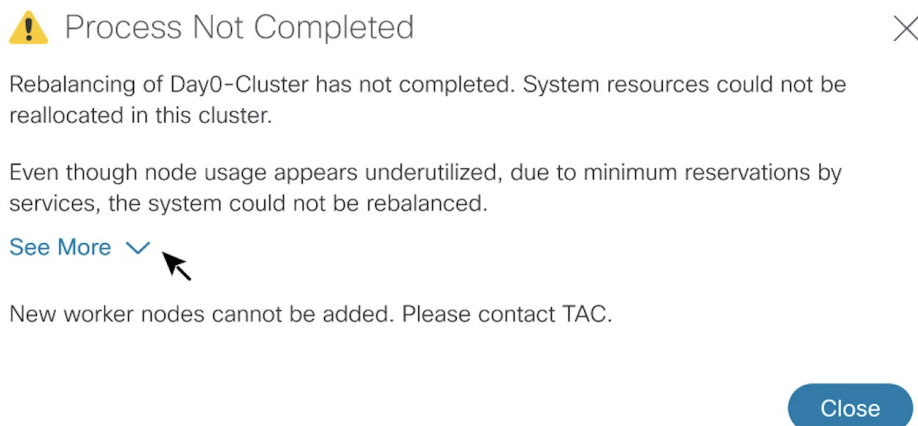 Process Not Completed
Rebalancing of Day0-Cluster has not completed. System resources could not be
reallocated in this cluster.
Even though node usage appears underutilized, due to minimum reservations by
services, the system could not be rebalanced.
See More
New worker nodes cannot be added. Please contact TAC.
Close